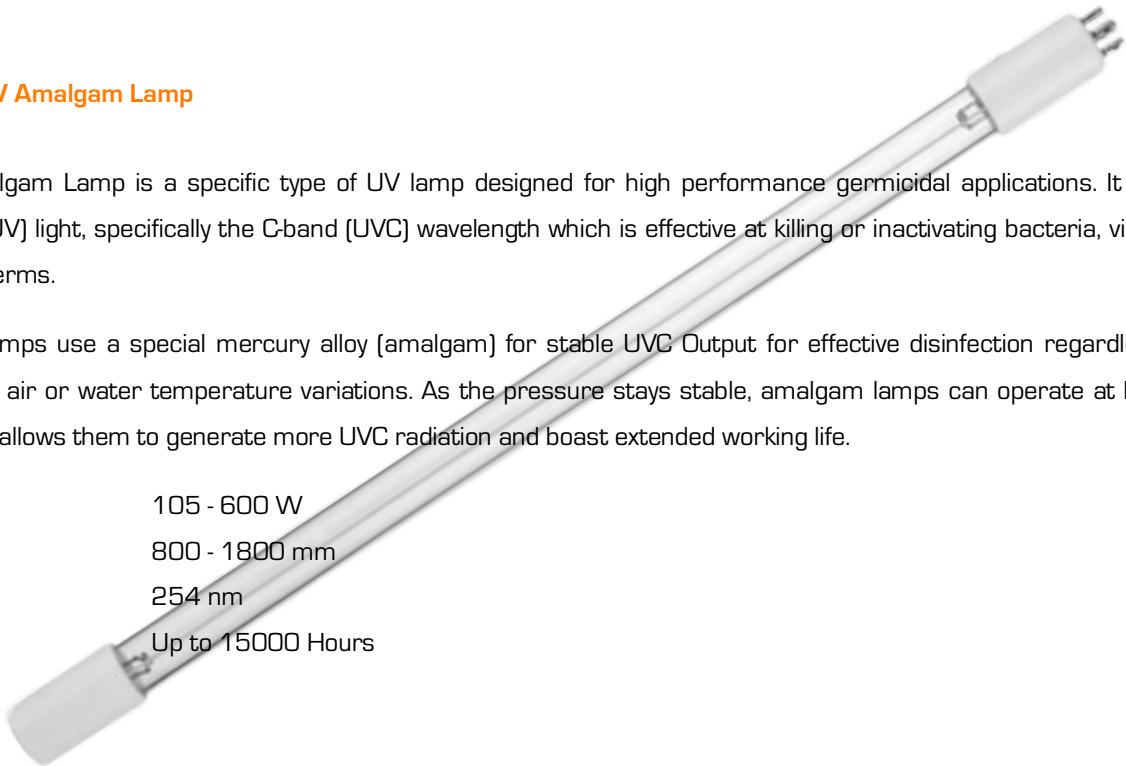 V Amalgam Lamp
lgam Lamp is a specific type of UV lamp designed for high performance germicidal applications. It
UV) light, specifically the C-band (UVC) wavelength which is effective at killing or inactivating bacteria, vi
erms.
mps use a special mercury alloy (amalgam) for stable UVC Output for effective disinfection regardl
air or water temperature variations. As the pressure stays stable, amalgam lamps can operate at
allows them to generate more UVC radiation and boast extended working life.
105 - 600 W
800 - 1800 mm
254 nm
Up to 15000 Hours